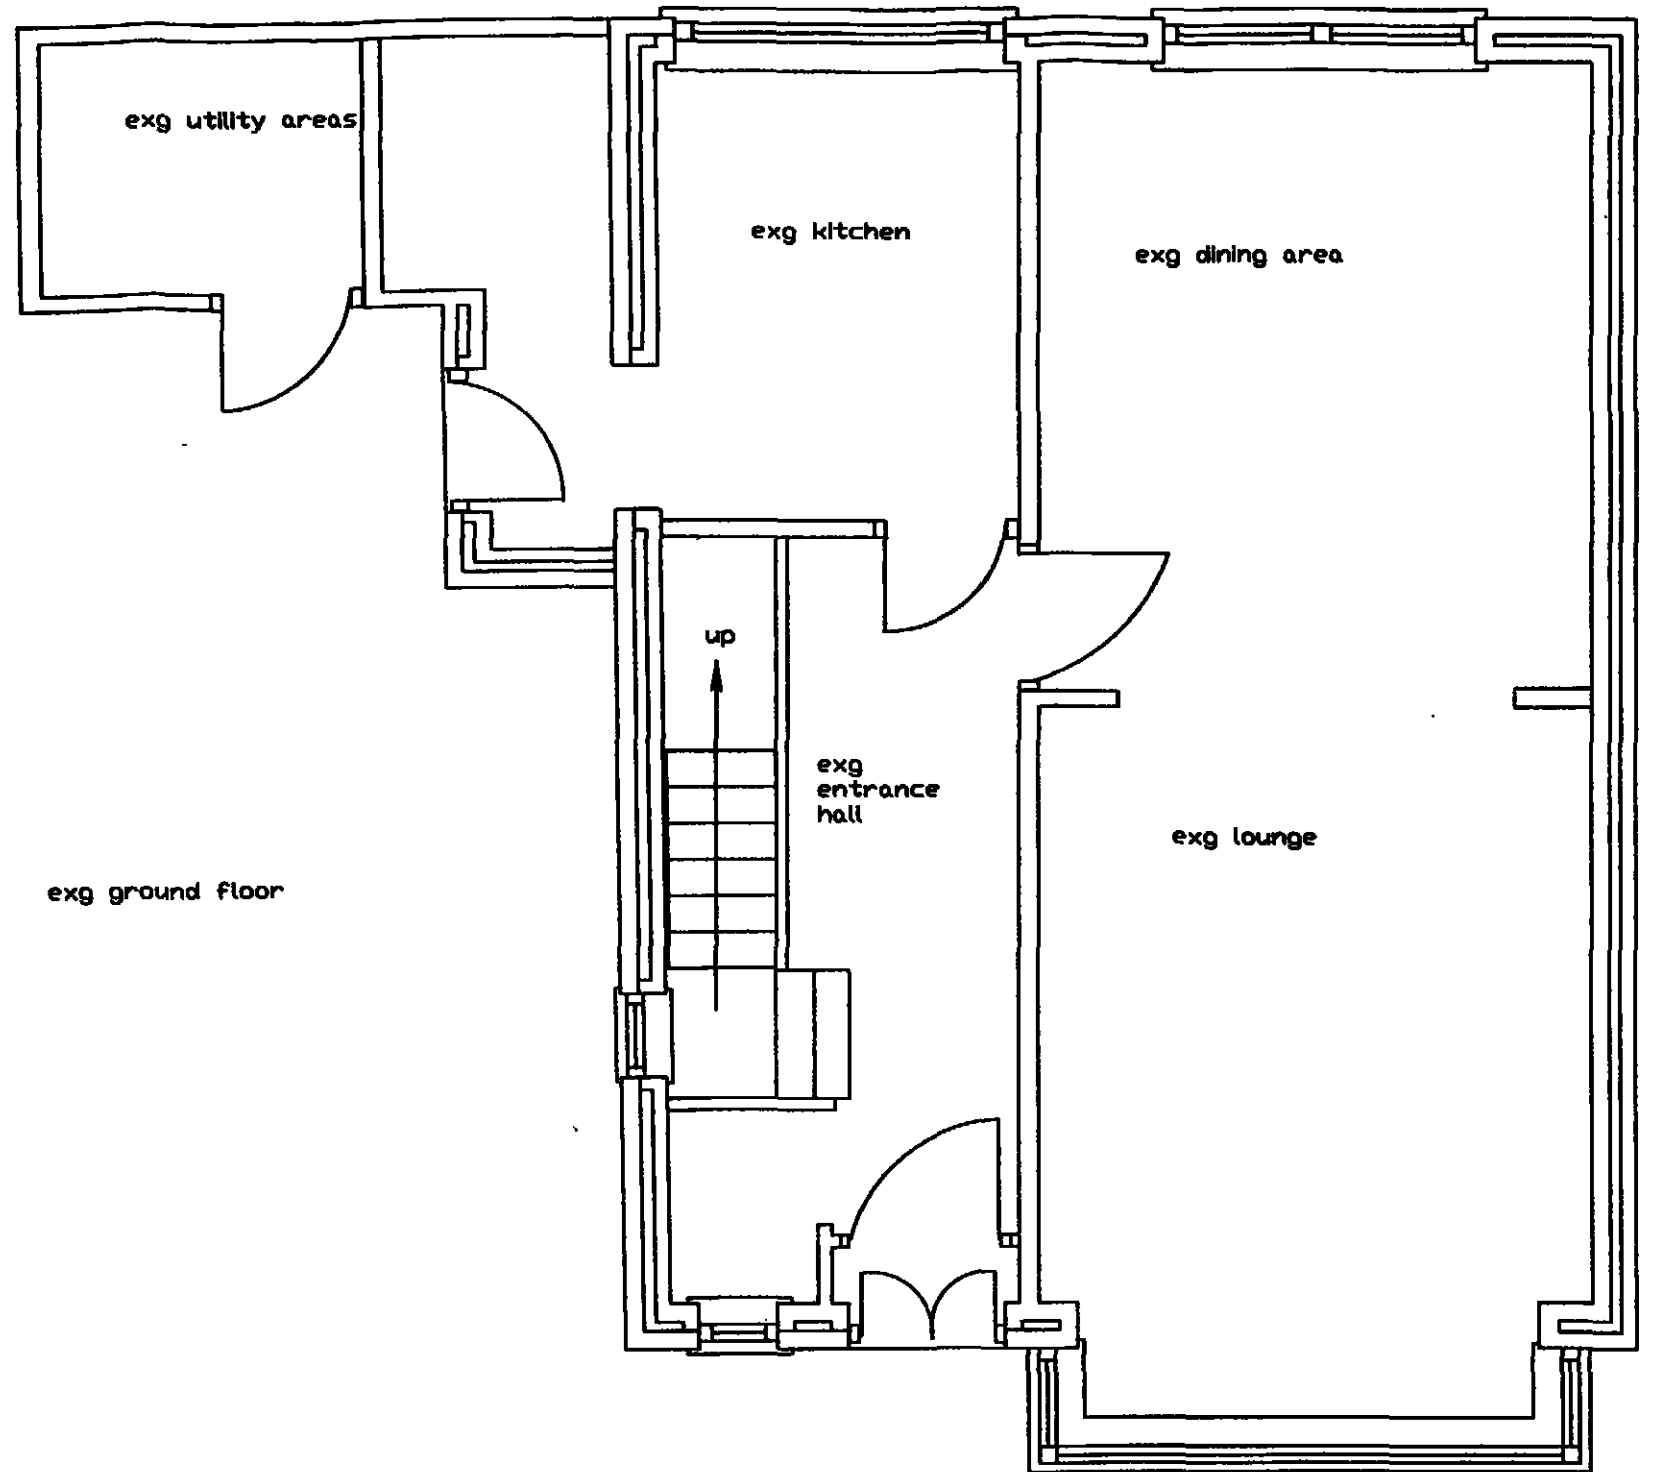 exg utility areas
exg kitchen
exg dining area
up
exg
entrance
hall
exg lounge
exg ground floor